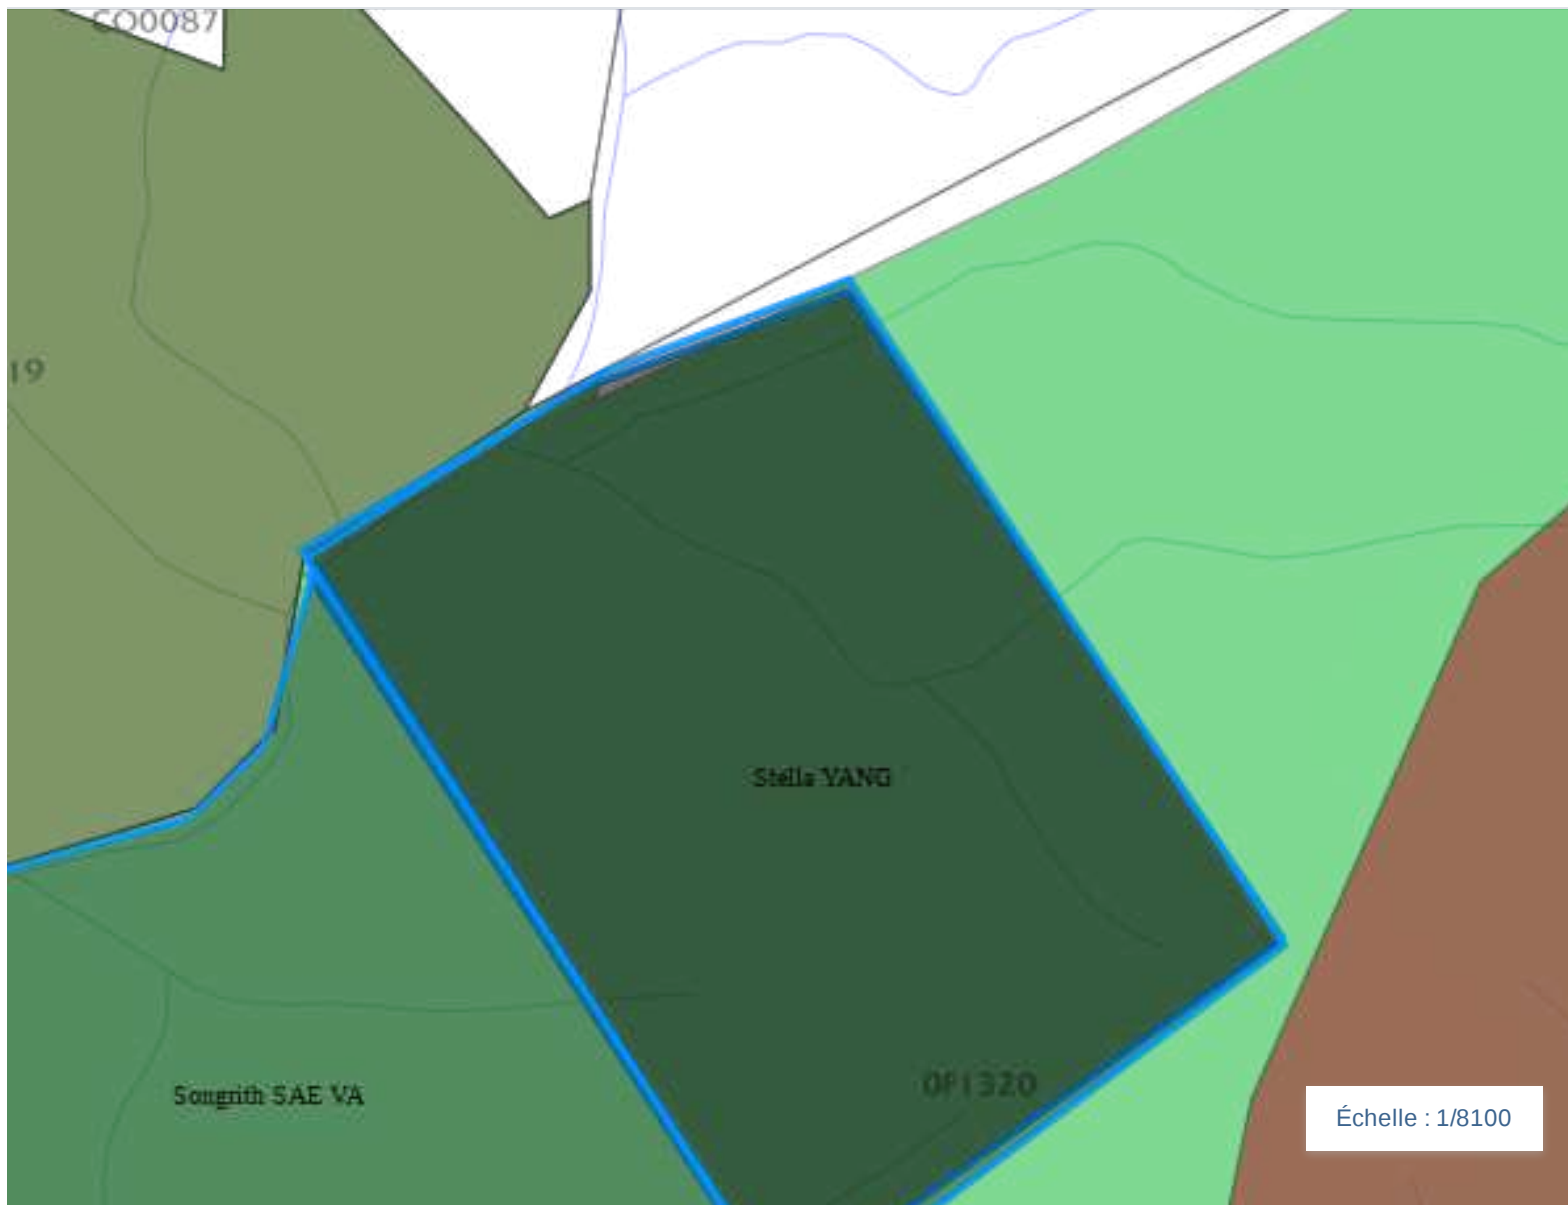 CO0087
19
Stella YANG
0F1320
Songrith SAE VA
Échelle : 1/8100